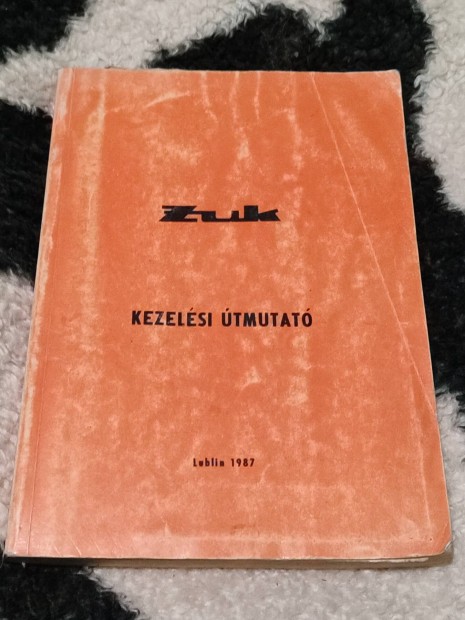 Żuk
KEZELÉSI ÚTMUTATÓ
Lublin 1987